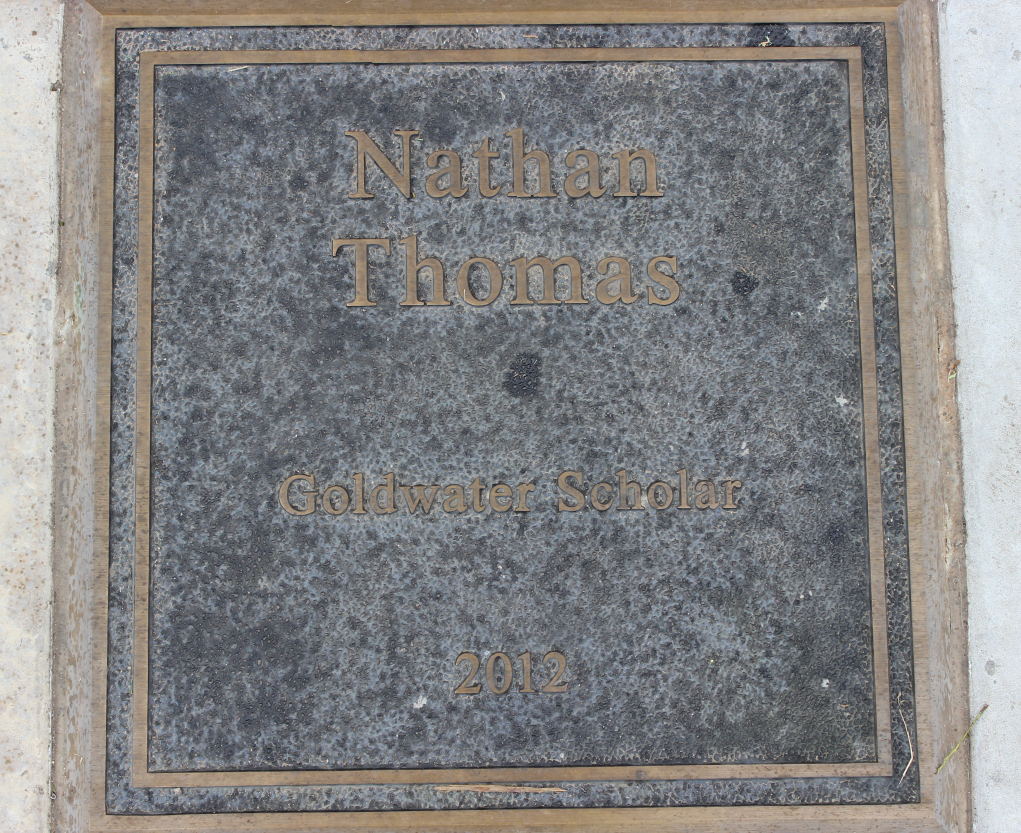 Nathan
Thomas
Goldwater Scholar
2012